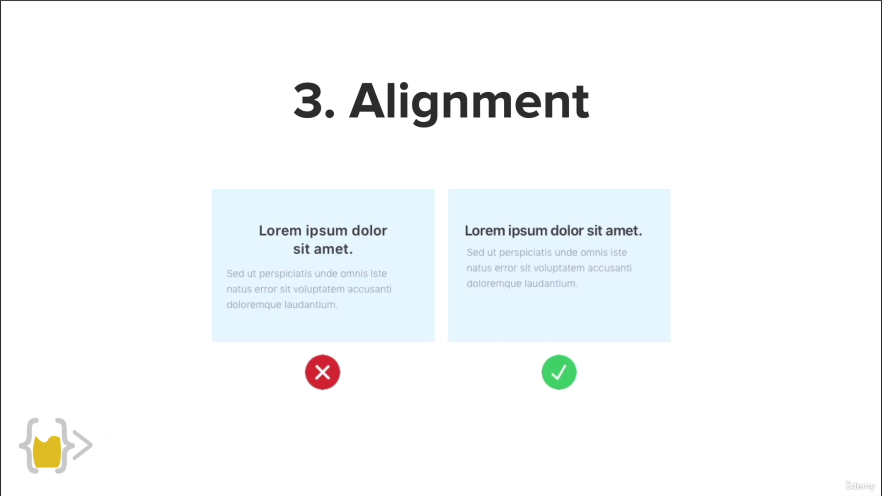 3. Alignment
Lorem ipsum dolor
sit amet.
Sed ut perspiciatis unde omnis iste
natus error sit voluptatem accusanti
doloremque laudantium.
Lorem ipsum dolor sit amet.
Sed ut perspiciatis unde omnis iste
natus error sit voluptatem accusanti
doloremque laudantium.
Udemy